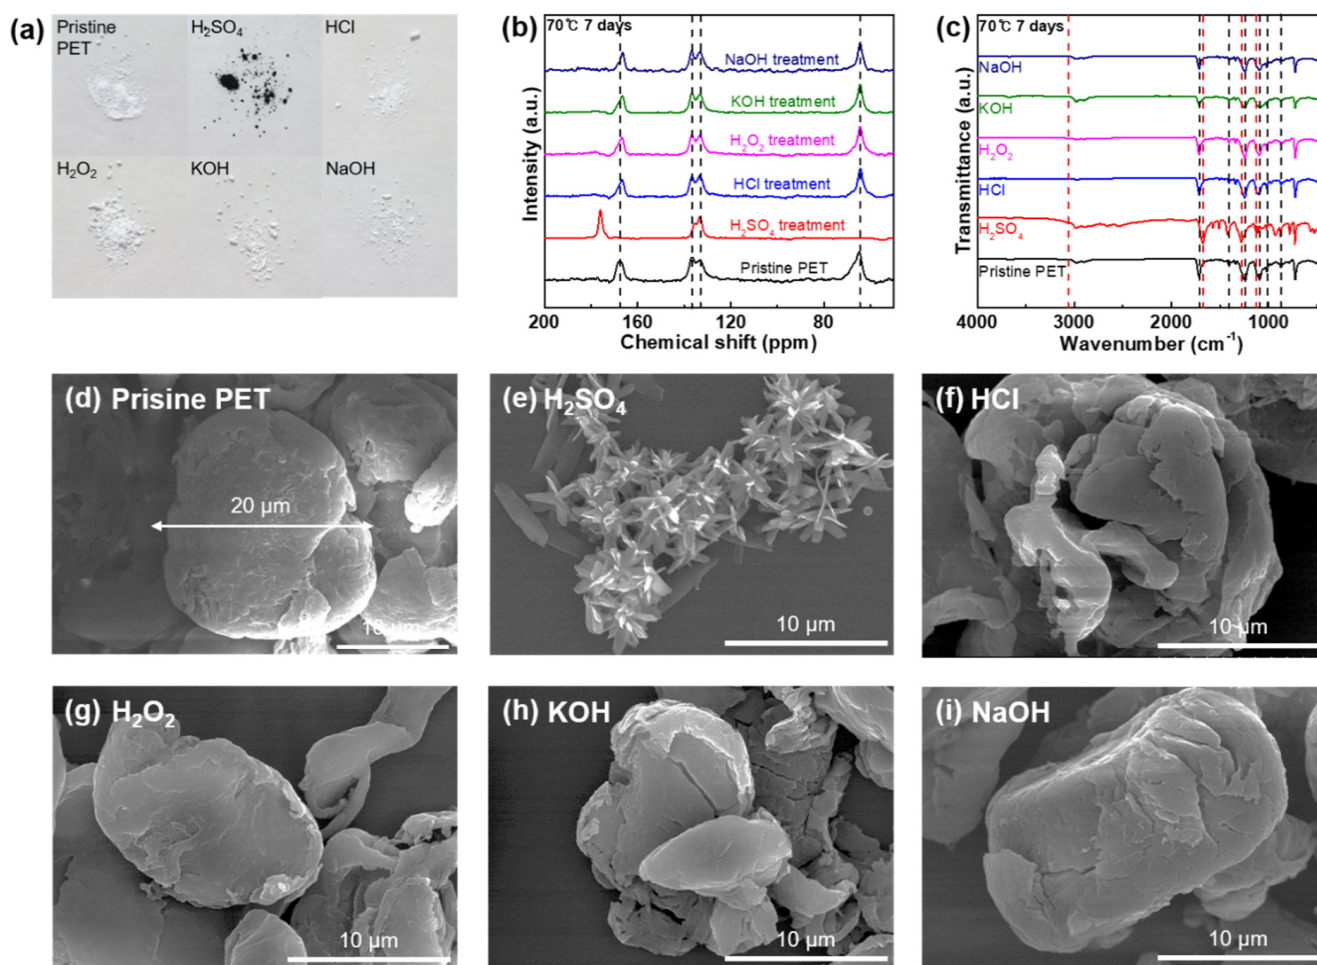 (a)
Pristine
PET
H₂SO₄
HCl
H₂O₂
KOH
NaOH
(b)
70℃ 7 days
NaOH treatment
KOH treatment
H₂O₂ treatment
HCl treatment
H₂SO₄ treatment
Pristine PET
Intensity (a.u.)
200 160 120 80
Chemical shift (ppm)
(c)
70℃ 7 days
NaOH
KOH
H₂O₂
HCl
H₂SO₄
Pristine PET
Transmittance (a.u.)
4000 3000 2000 1000
Wavenumber (cm⁻¹)
(d) Prisine PET
20 µm
10 µm
(e) H₂SO₄
10 µm
(f) HCl
10 µm
(g) H₂O₂
10 µm
(h) KOH
10 µm
(i) NaOH
10 µm